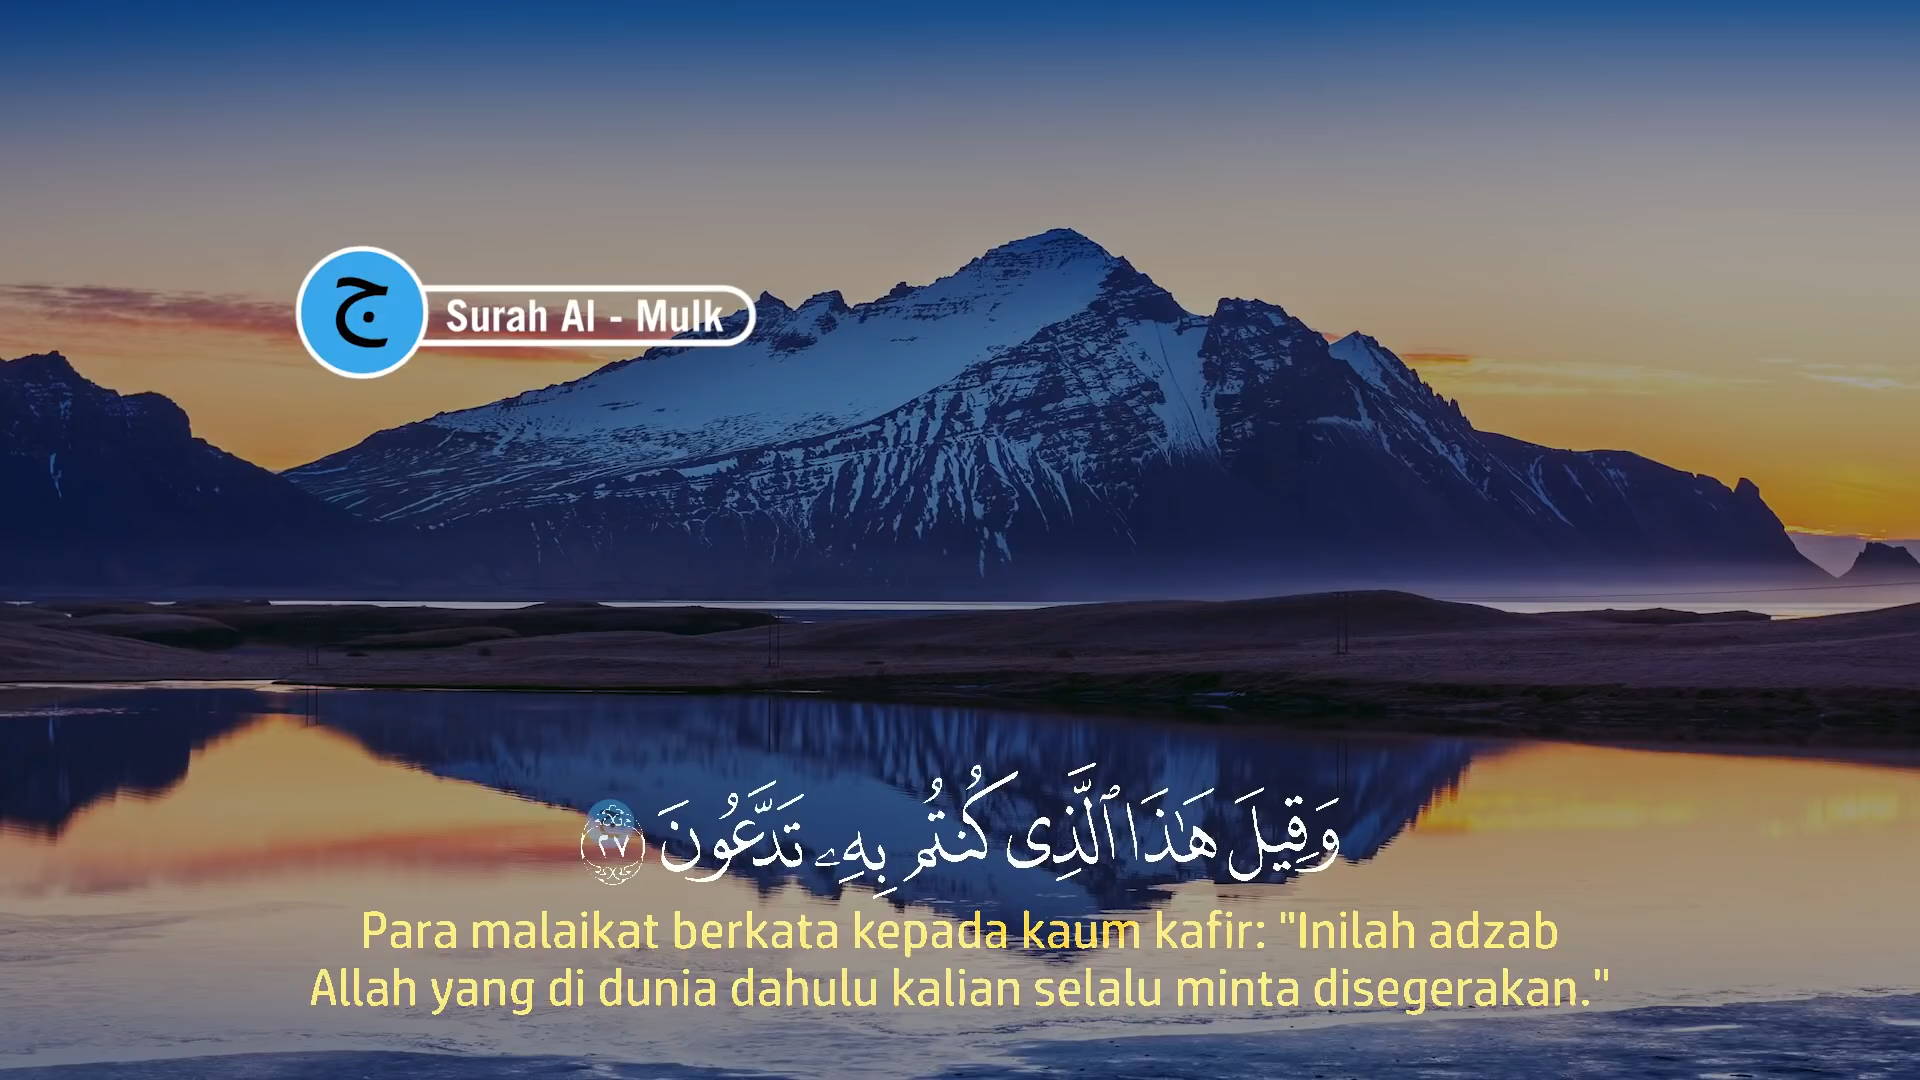 ج
Surah Al - Mulk
وَقِيلَ هَٰذَا ٱلَّذِى كُنتُم بِهِۦ تَدَّعُونَ ٢٧
Para malaikat berkata kepada kaum kafir: "Inilah adzab
Allah yang di dunia dahulu kalian selalu minta disegerakan."